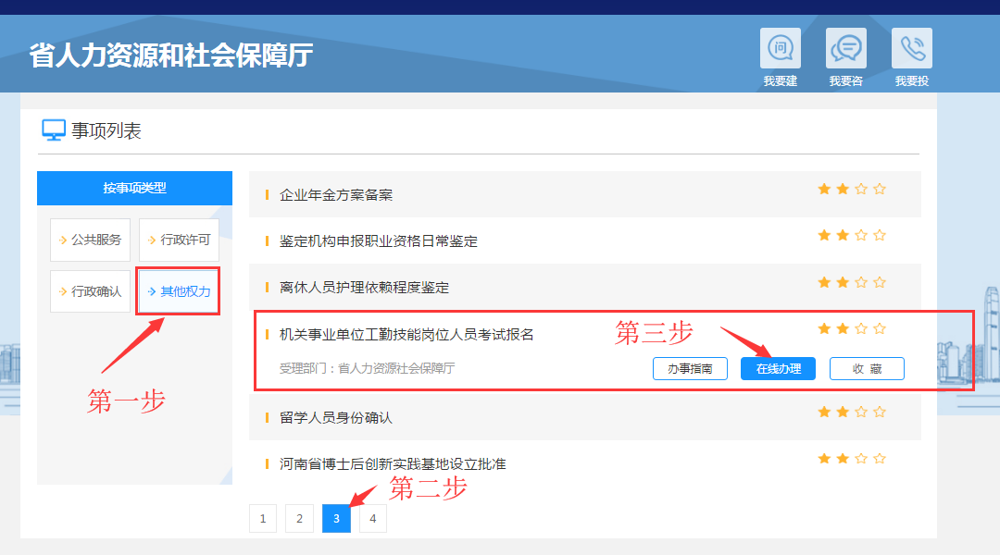 省人力资源和社会保障厅
问
我要建 我要咨 我要投
事项列表
按事项类型
公共服务 行政许可
行政确认 其他权力
第一步
企业年金方案备案
鉴定机构申报职业资格日常鉴定
离休人员护理依赖程度鉴定
机关事业单位工勤技能岗位人员考试报名
第三步
受理部门：省人力资源社会保障厅
办事指南 在线办理 收 藏
留学人员身份确认
河南省博士后创新实践基地设立批准
第二步
1 2 3 4